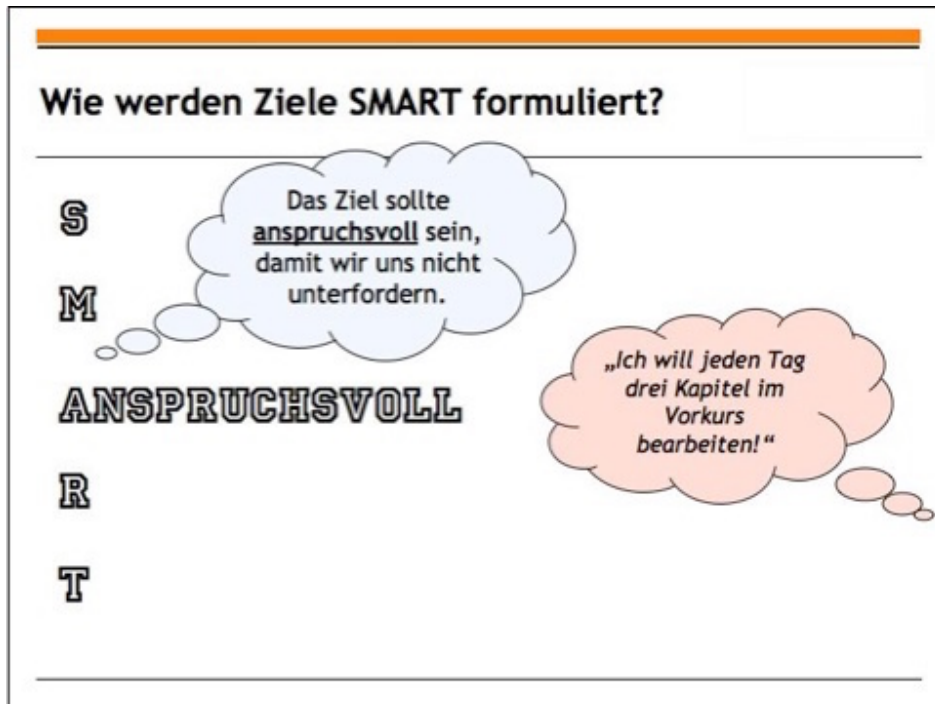 Wie werden Ziele SMART formuliert?
S
Das Ziel sollte
anspruchsvoll sein,
damit wir uns nicht
unterfordern.
M
ANSPRUCHSVOLL
„Ich will jeden Tag
drei Kapitel im
Vorkurs
bearbeiten!“
R
T